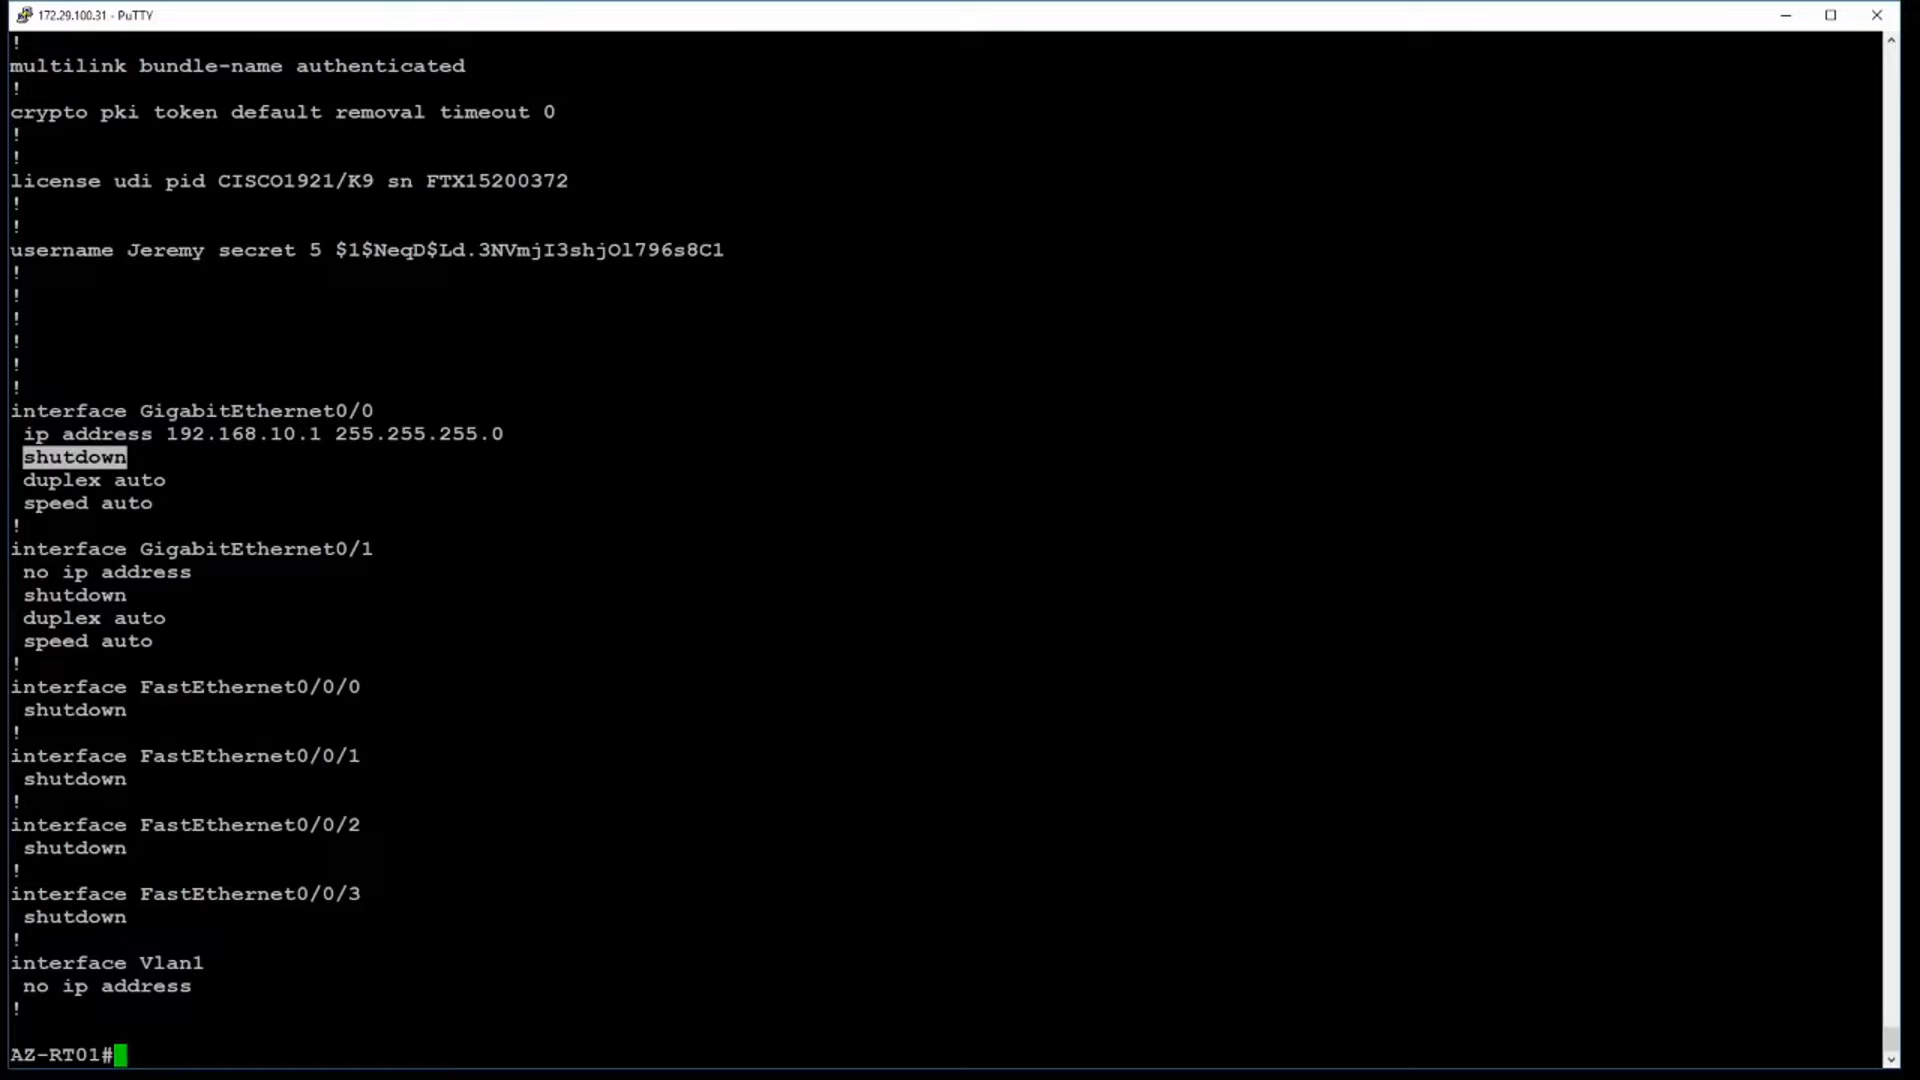 172.29.100.31 - PuTTY
!
multilink bundle-name authenticated
!
crypto pki token default removal timeout 0
!
!
license udi pid CISCO1921/K9 sn FTX15200372
!
!
username Jeremy secret 5 $1$NeqD$Ld.3NVmjI3shjOl796s8C1
!
!
!
!
!
!
interface GigabitEthernet0/0
 ip address 192.168.10.1 255.255.255.0
 shutdown
 duplex auto
 speed auto
!
interface GigabitEthernet0/1
 no ip address
 shutdown
 duplex auto
 speed auto
!
interface FastEthernet0/0/0
 shutdown
!
interface FastEthernet0/0/1
 shutdown
!
interface FastEthernet0/0/2
 shutdown
!
interface FastEthernet0/0/3
 shutdown
!
interface Vlan1
 no ip address
!
AZ-RT01#